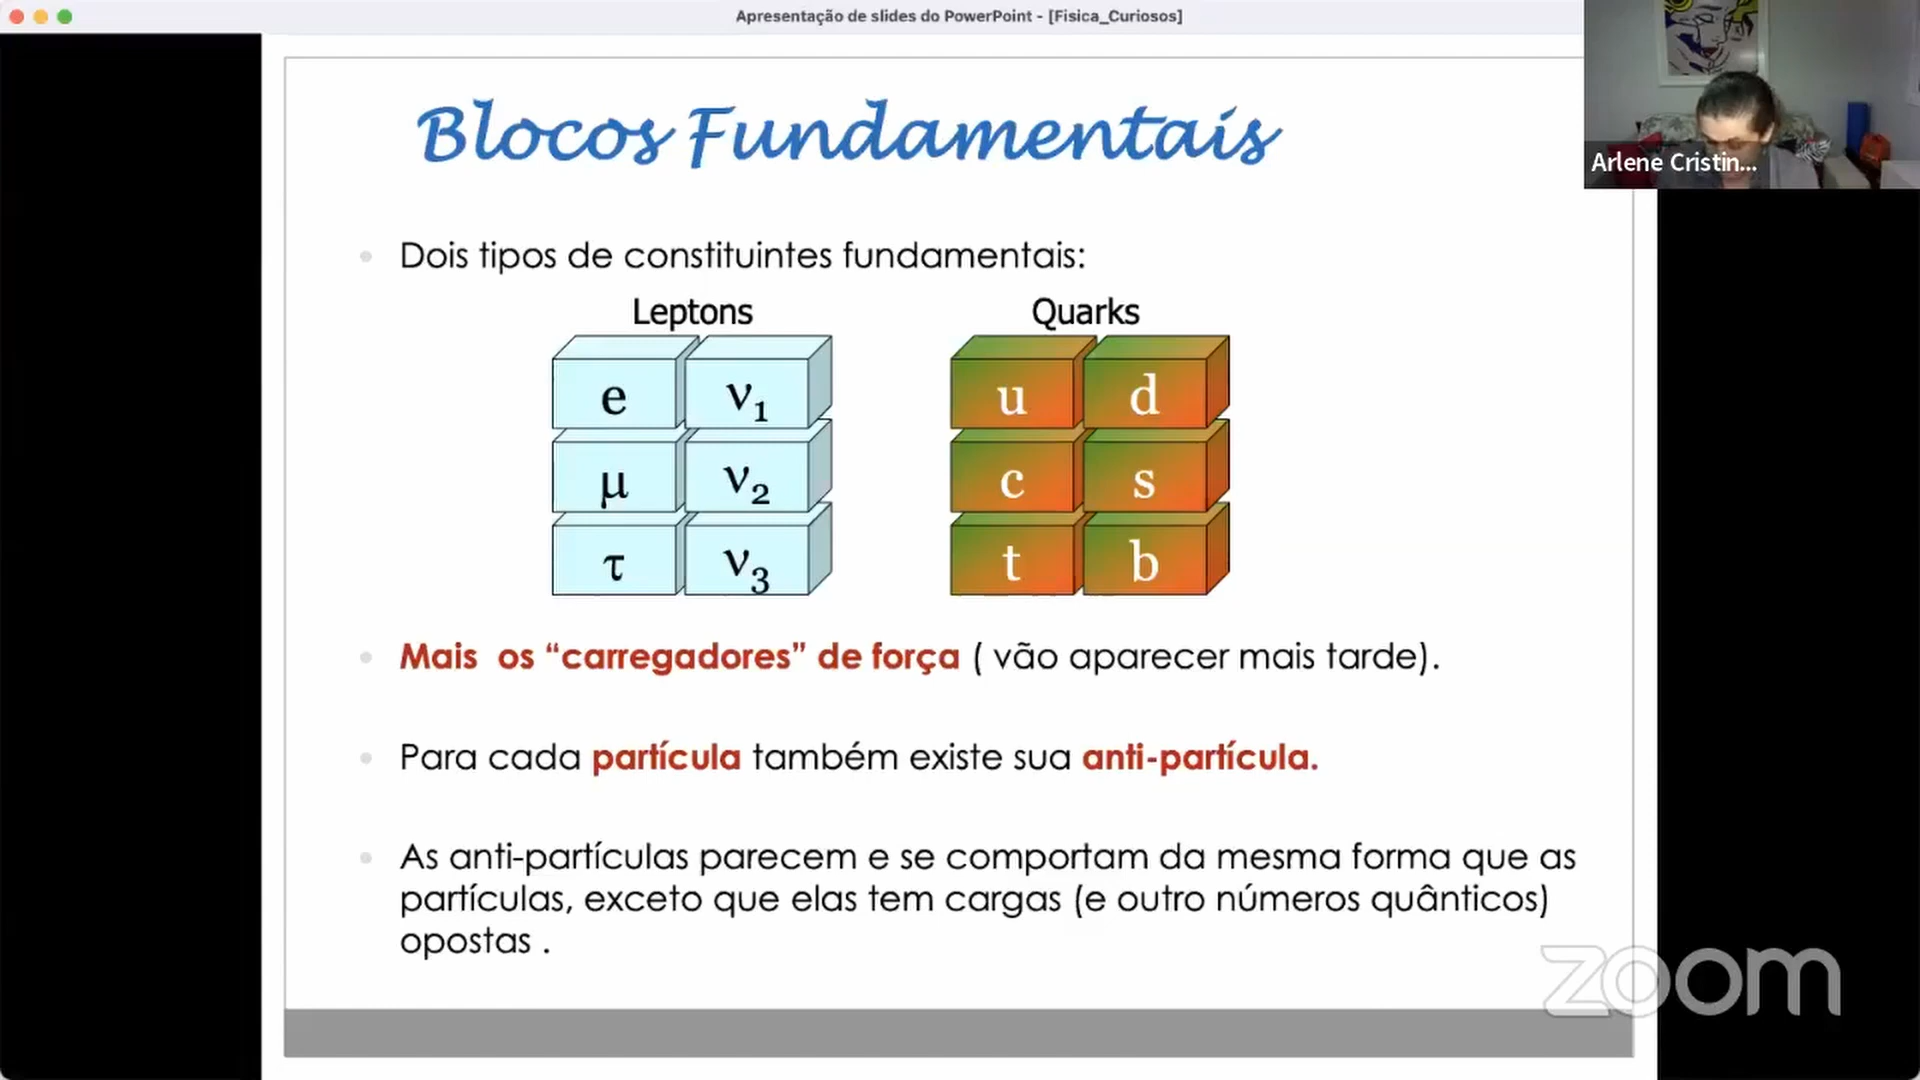 Apresentação de slides do PowerPoint - [Fisica_Curiosos]
Arlene Cristin...
Blocos Fundamentais
Dois tipos de constituintes fundamentais:
Leptons
Quarks
e ν1
u d
μ ν2
c s
τ ν3
t b
Mais os “carregadores” de força ( vão aparecer mais tarde).
Para cada partícula também existe sua anti-partícula.
As anti-partículas parecem e se comportam da mesma forma que as
partículas, exceto que elas tem cargas (e outro números quânticos)
opostas .
zoom